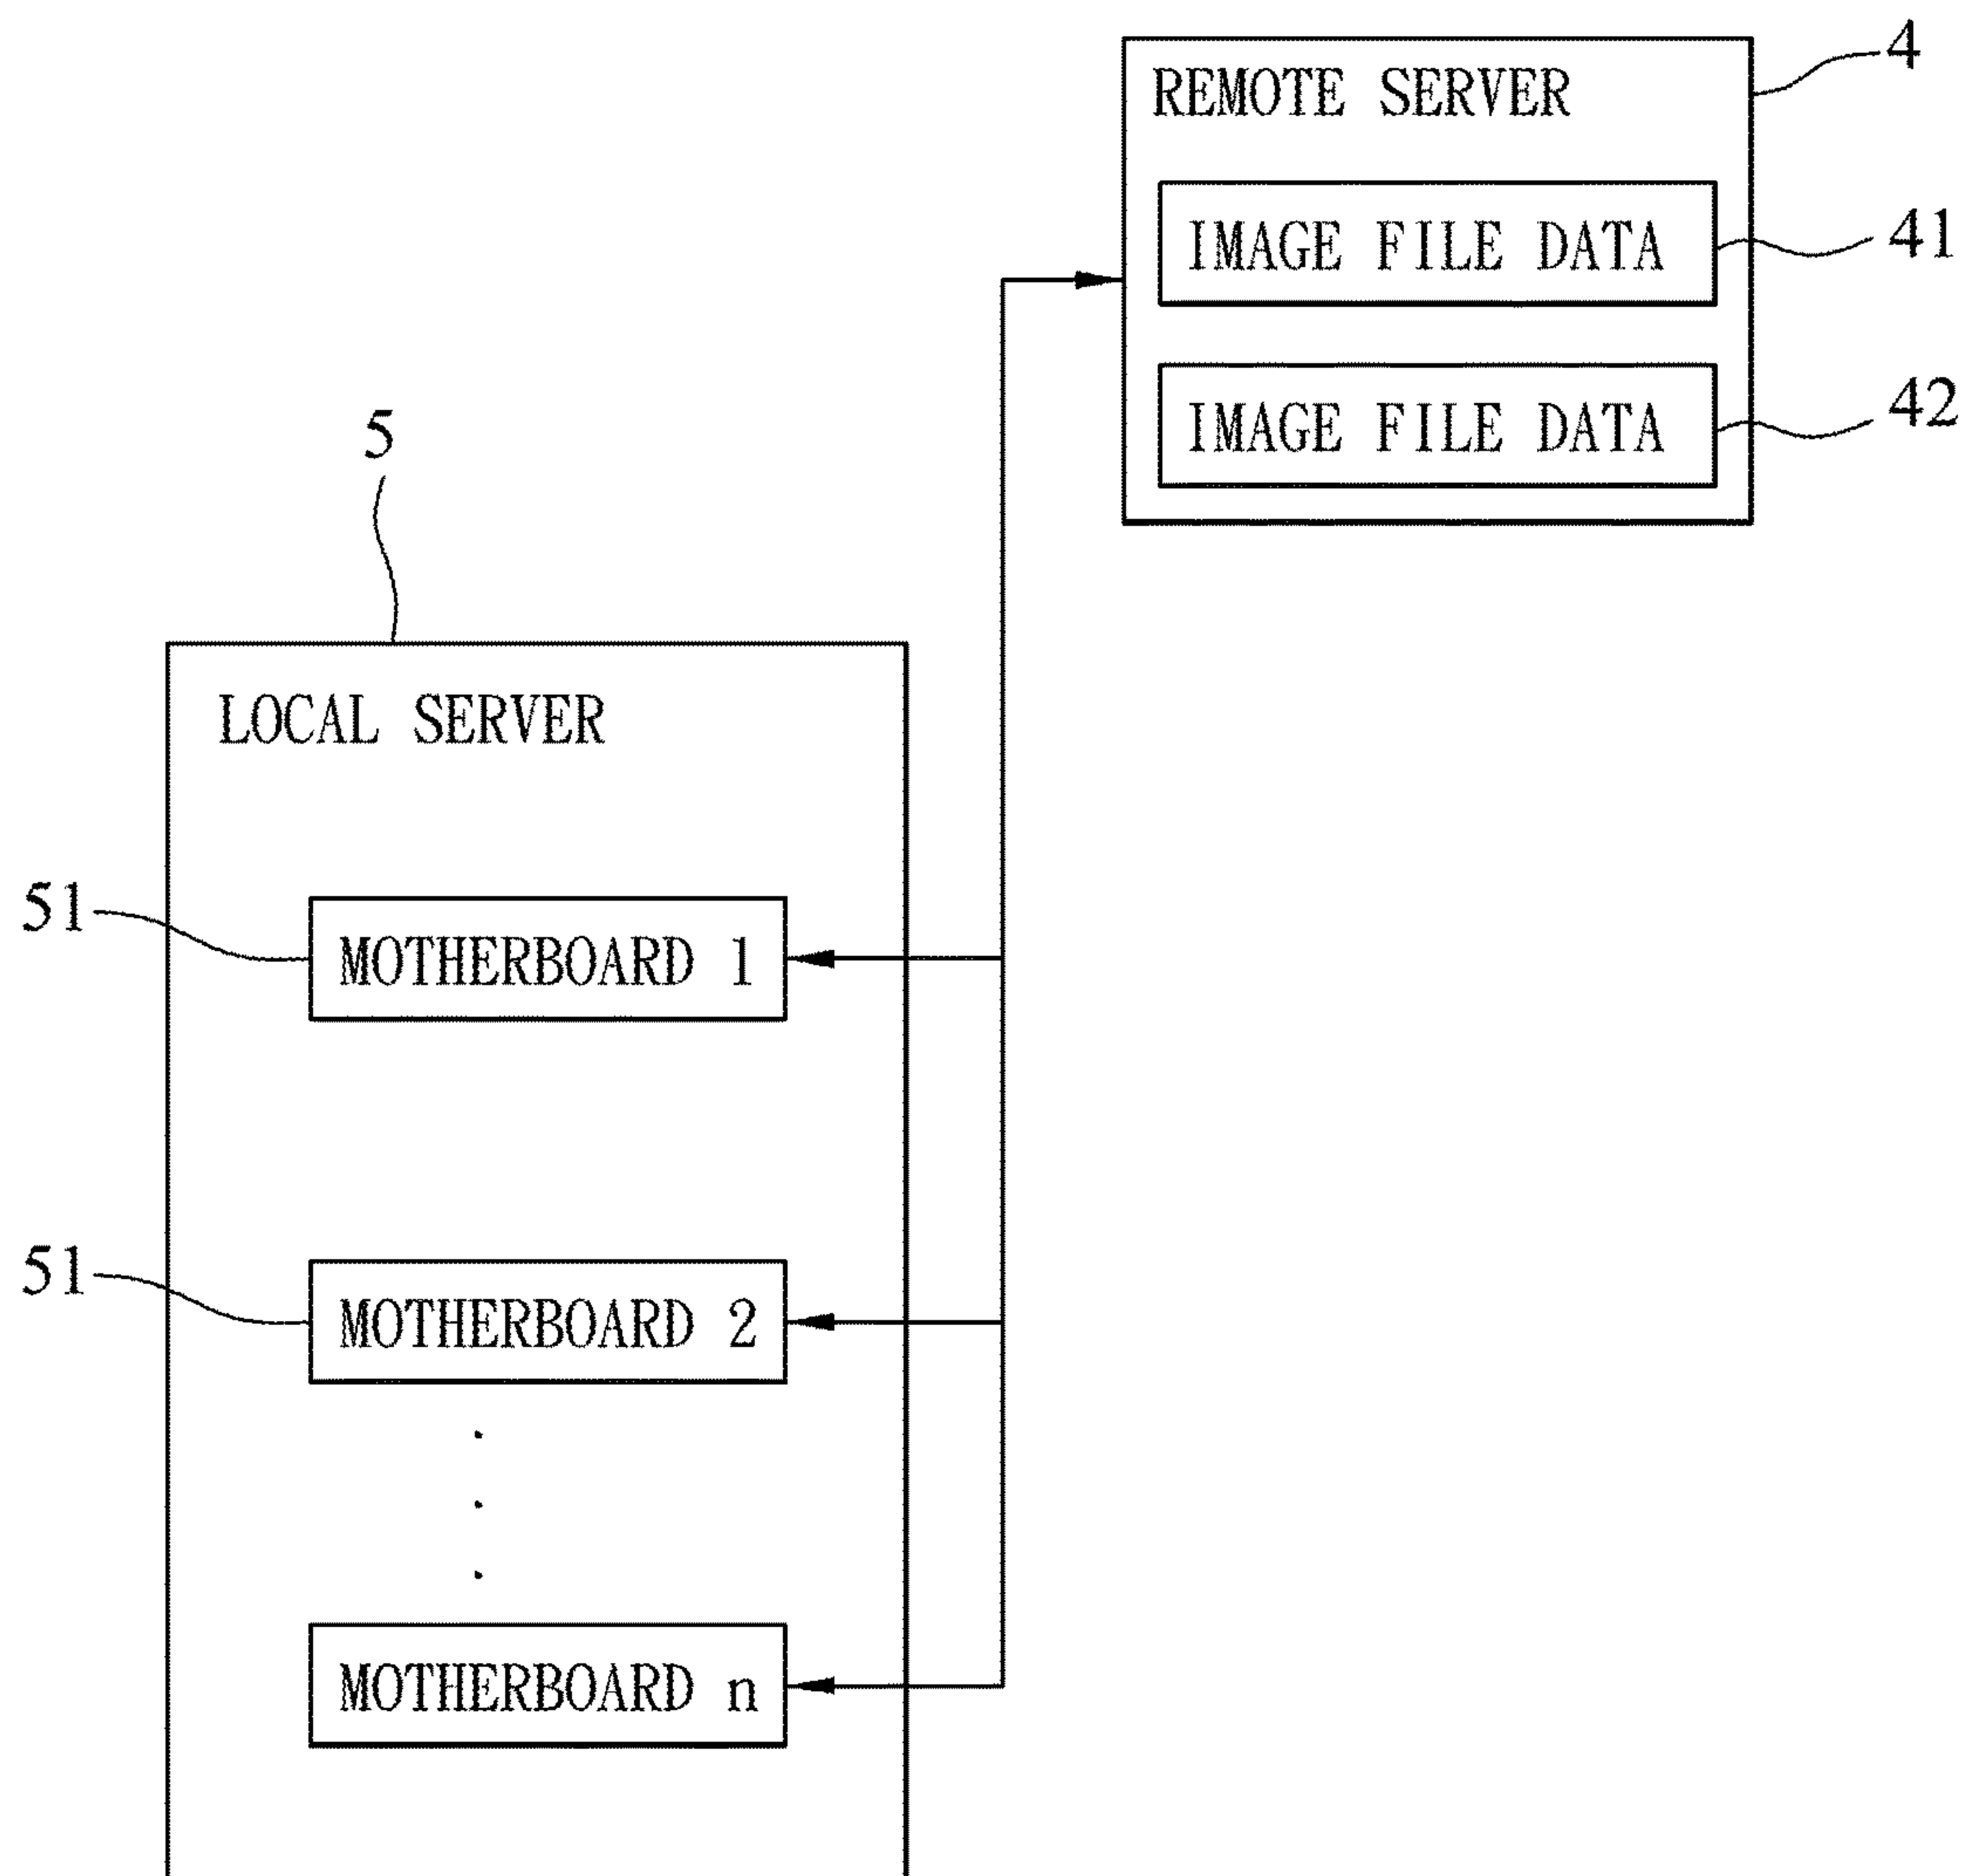 4
REMOTE SERVER
IMAGE FILE DATA
41
IMAGE FILE DATA
42
5
LOCAL SERVER
51
MOTHERBOARD 1
51
MOTHERBOARD 2
.
.
.
MOTHERBOARD n